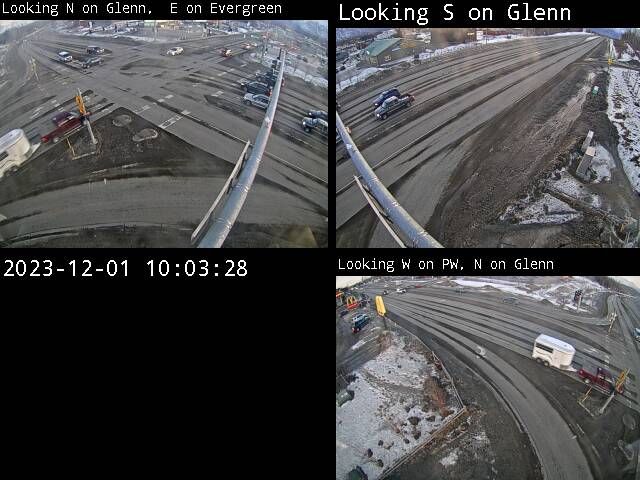 Looking N on Glenn, E on Evergreen
Looking S on Glenn
2023-12-01 10:03:28
Looking W on PW, N on Glenn